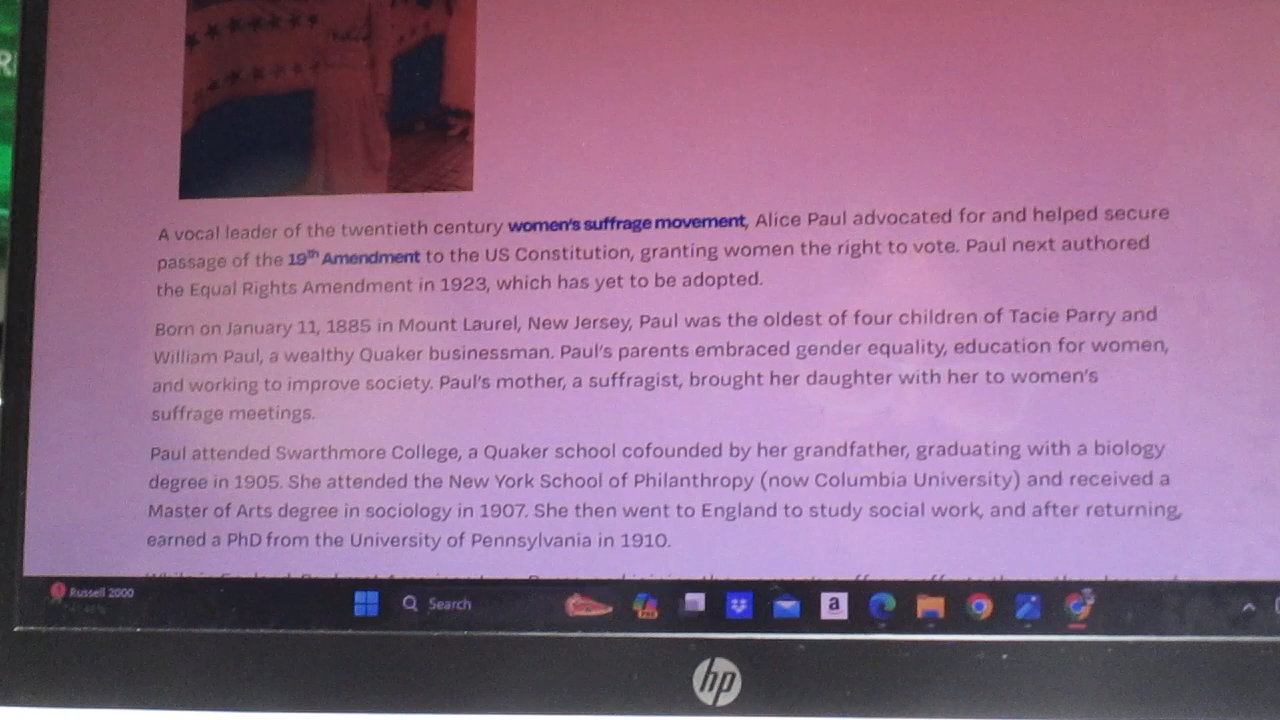 R
A vocal leader of the twentieth century women's suffrage movement, Alice Paul advocated for and helped secure
passage of the 19th Amendment to the US Constitution, granting women the right to vote. Paul next authored
the Equal Rights Amendment in 1923, which has yet to be adopted.
Born on January 11, 1885 in Mount Laurel, New Jersey, Paul was the oldest of four children of Tacie Parry and
William Paul, a wealthy Quaker businessman. Paul's parents embraced gender equality, education for women,
and working to improve society. Paul's mother, a suffragist, brought her daughter with her to women's
suffrage meetings.
Paul attended Swarthmore College, a Quaker school cofounded by her grandfather, graduating with a biology
degree in 1905. She attended the New York School of Philanthropy (now Columbia University) and received a
Master of Arts degree in sociology in 1907. She then went to England to study social work, and after returning,
earned a PhD from the University of Pennsylvania in 1910.
Russell 2000
Search
a
hp